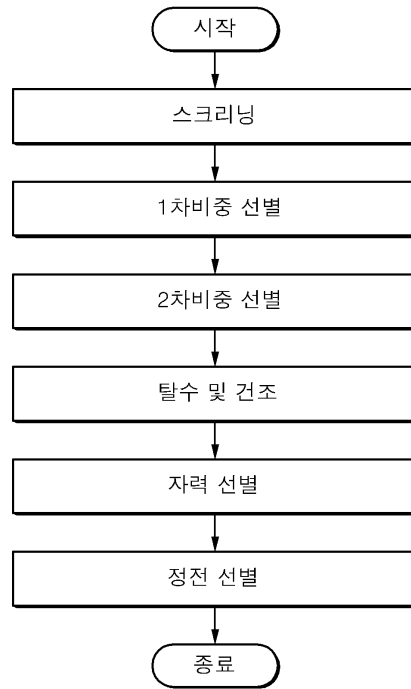 시작
스크리닝
1차비중 선별
2차비중 선별
탈수 및 건조
자력 선별
정전 선별
종료